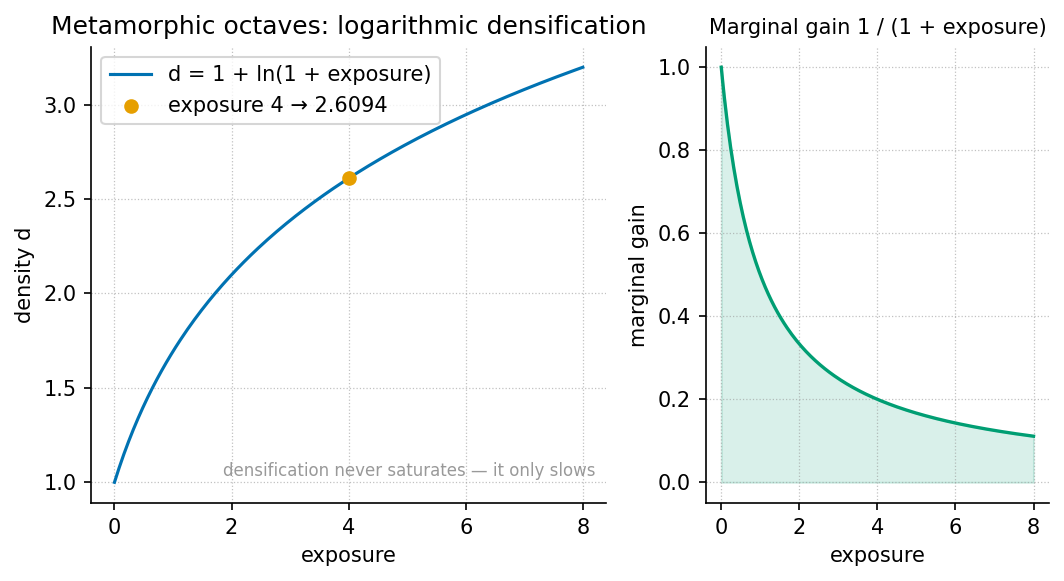 Metamorphic octaves: logarithmic densification
d = 1 + ln(1 + exposure)
exposure 4 → 2.6094
density d
3.0
2.5
2.0
1.5
1.0
densification never saturates — it only slows
0 2 4 6 8
exposure
Marginal gain 1 / (1 + exposure)
marginal gain
1.0
0.8
0.6
0.4
0.2
0.0
0 2 4 6 8
exposure